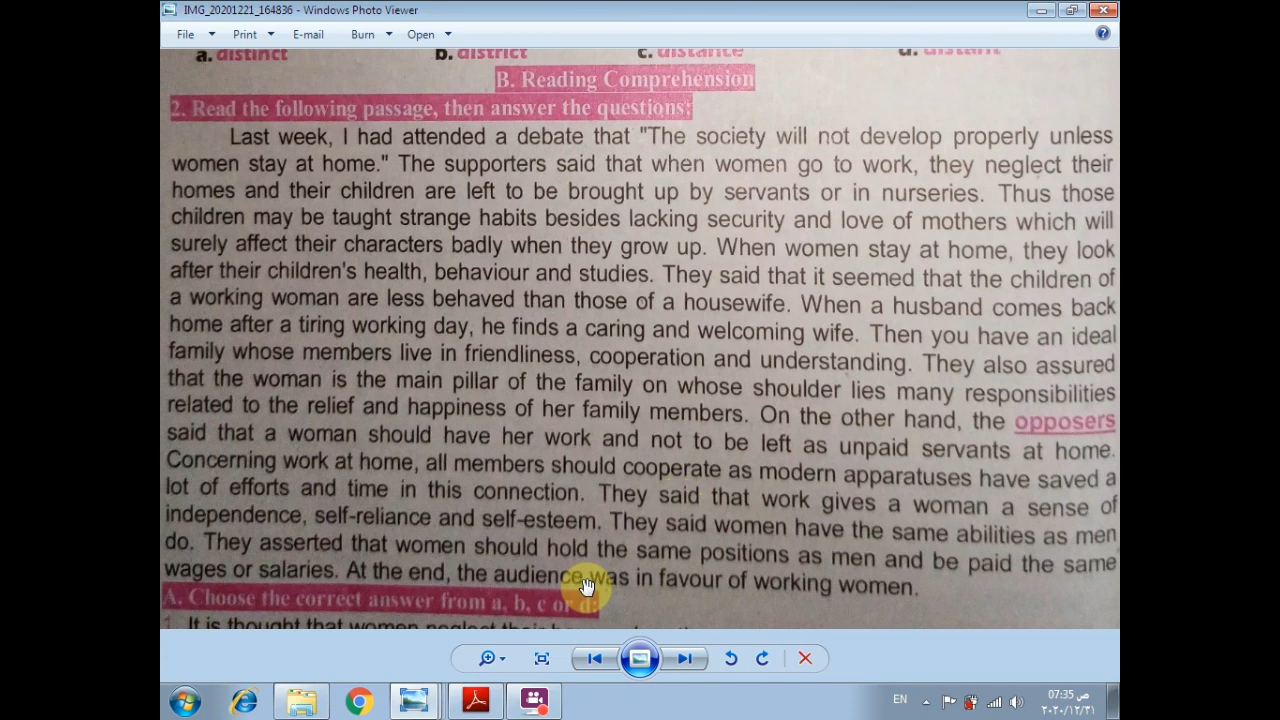 IMG_20201221_164836 - Windows Photo Viewer
File Print E-mail Burn Open
a. distinct b. district c. distance d. distant
B. Reading Comprehension
2. Read the following passage, then answer the questions:
Last week, I had attended a debate that "The society will not develop properly unless
women stay at home." The supporters said that when women go to work, they neglect their
homes and their children are left to be brought up by servants or in nurseries. Thus those
children may be taught strange habits besides lacking security and love of mothers which will
surely affect their characters badly when they grow up. When women stay at home, they look
after their children's health, behaviour and studies. They said that it seemed that the children of
a working woman are less behaved than those of a housewife. When a husband comes back
home after a tiring working day, he finds a caring and welcoming wife. Then you have an ideal
family whose members live in friendliness, cooperation and understanding. They also assured
that the woman is the main pillar of the family on whose shoulder lies many responsibilities
related to the relief and happiness of her family members. On the other hand, the opposers
said that a woman should have her work and not to be left as unpaid servants at home.
Concerning work at home, all members should cooperate as modern apparatuses have saved a
lot of efforts and time in this connection. They said that work gives a woman a sense of
independence, self-reliance and self-esteem. They said women have the same abilities as men
do. They asserted that women should hold the same positions as men and be paid the same
wages or salaries. At the end, the audience was in favour of working women.
A. Choose the correct answer from a, b, c or d:
1. It is thought that women neglect their
EN
07:35 ص
٢٠٢٠/١٢/٣١